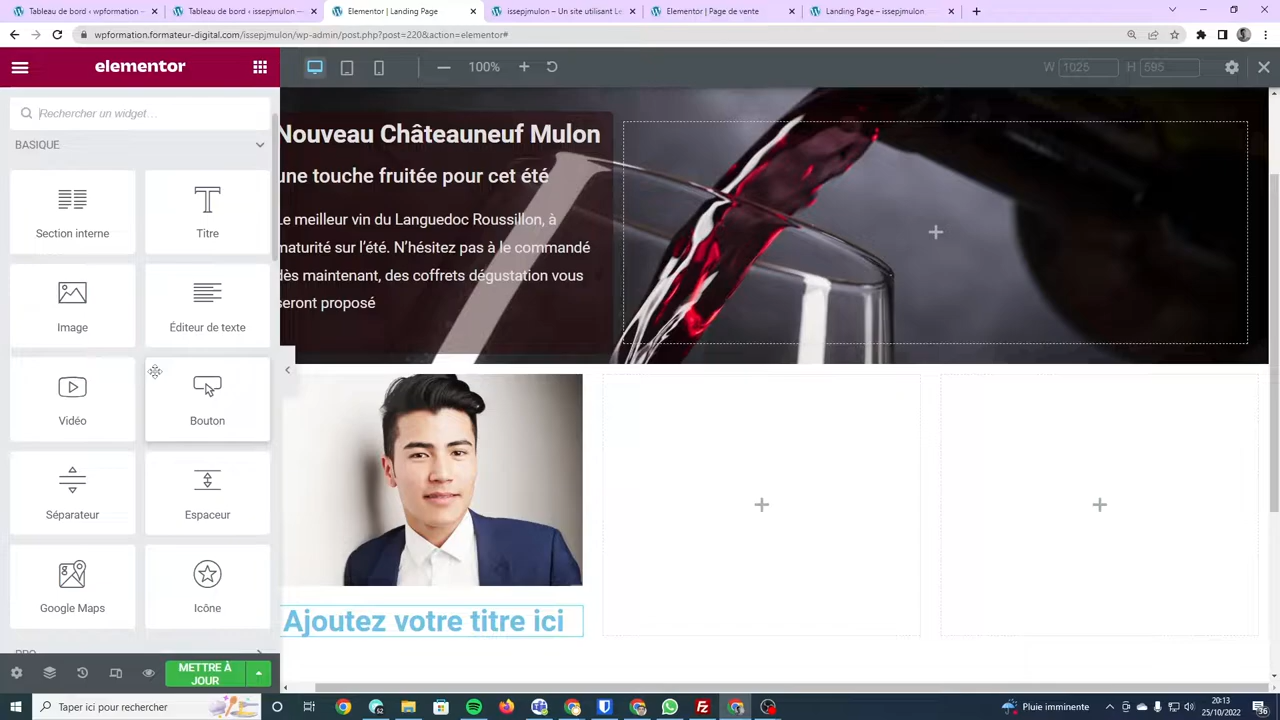 Tableau de bord ‹ issepjmul
Tableau de bord ‹ issepjmul
Elementor | Landing Page
issepjmulon – Un site utilisant L
Elementor | Page de vente
Landing Page – issepjmulon
wpformation.formateur-digital.com/issepjmulon/wp-admin/post.php?post=220&action=elementor#
elementor
100%
W 1025
H 595
Rechercher un widget...
BASIQUE
Section interne
Titre
Image
Éditeur de texte
Vidéo
Bouton
Séparateur
Espaceur
Google Maps
Icône
PRO
METTRE À
JOUR
Nouveau Châteauneuf Mulon
une touche fruitée pour cet été
Le meilleur vin du Languedoc Roussillon, à
maturité sur l'été. N'hésitez pas à le commandé
dès maintenant, des coffrets dégustation vous
seront proposé
Ajoutez votre titre ici
Taper ici pour rechercher
Pluie imminente
20:13
25/10/2022